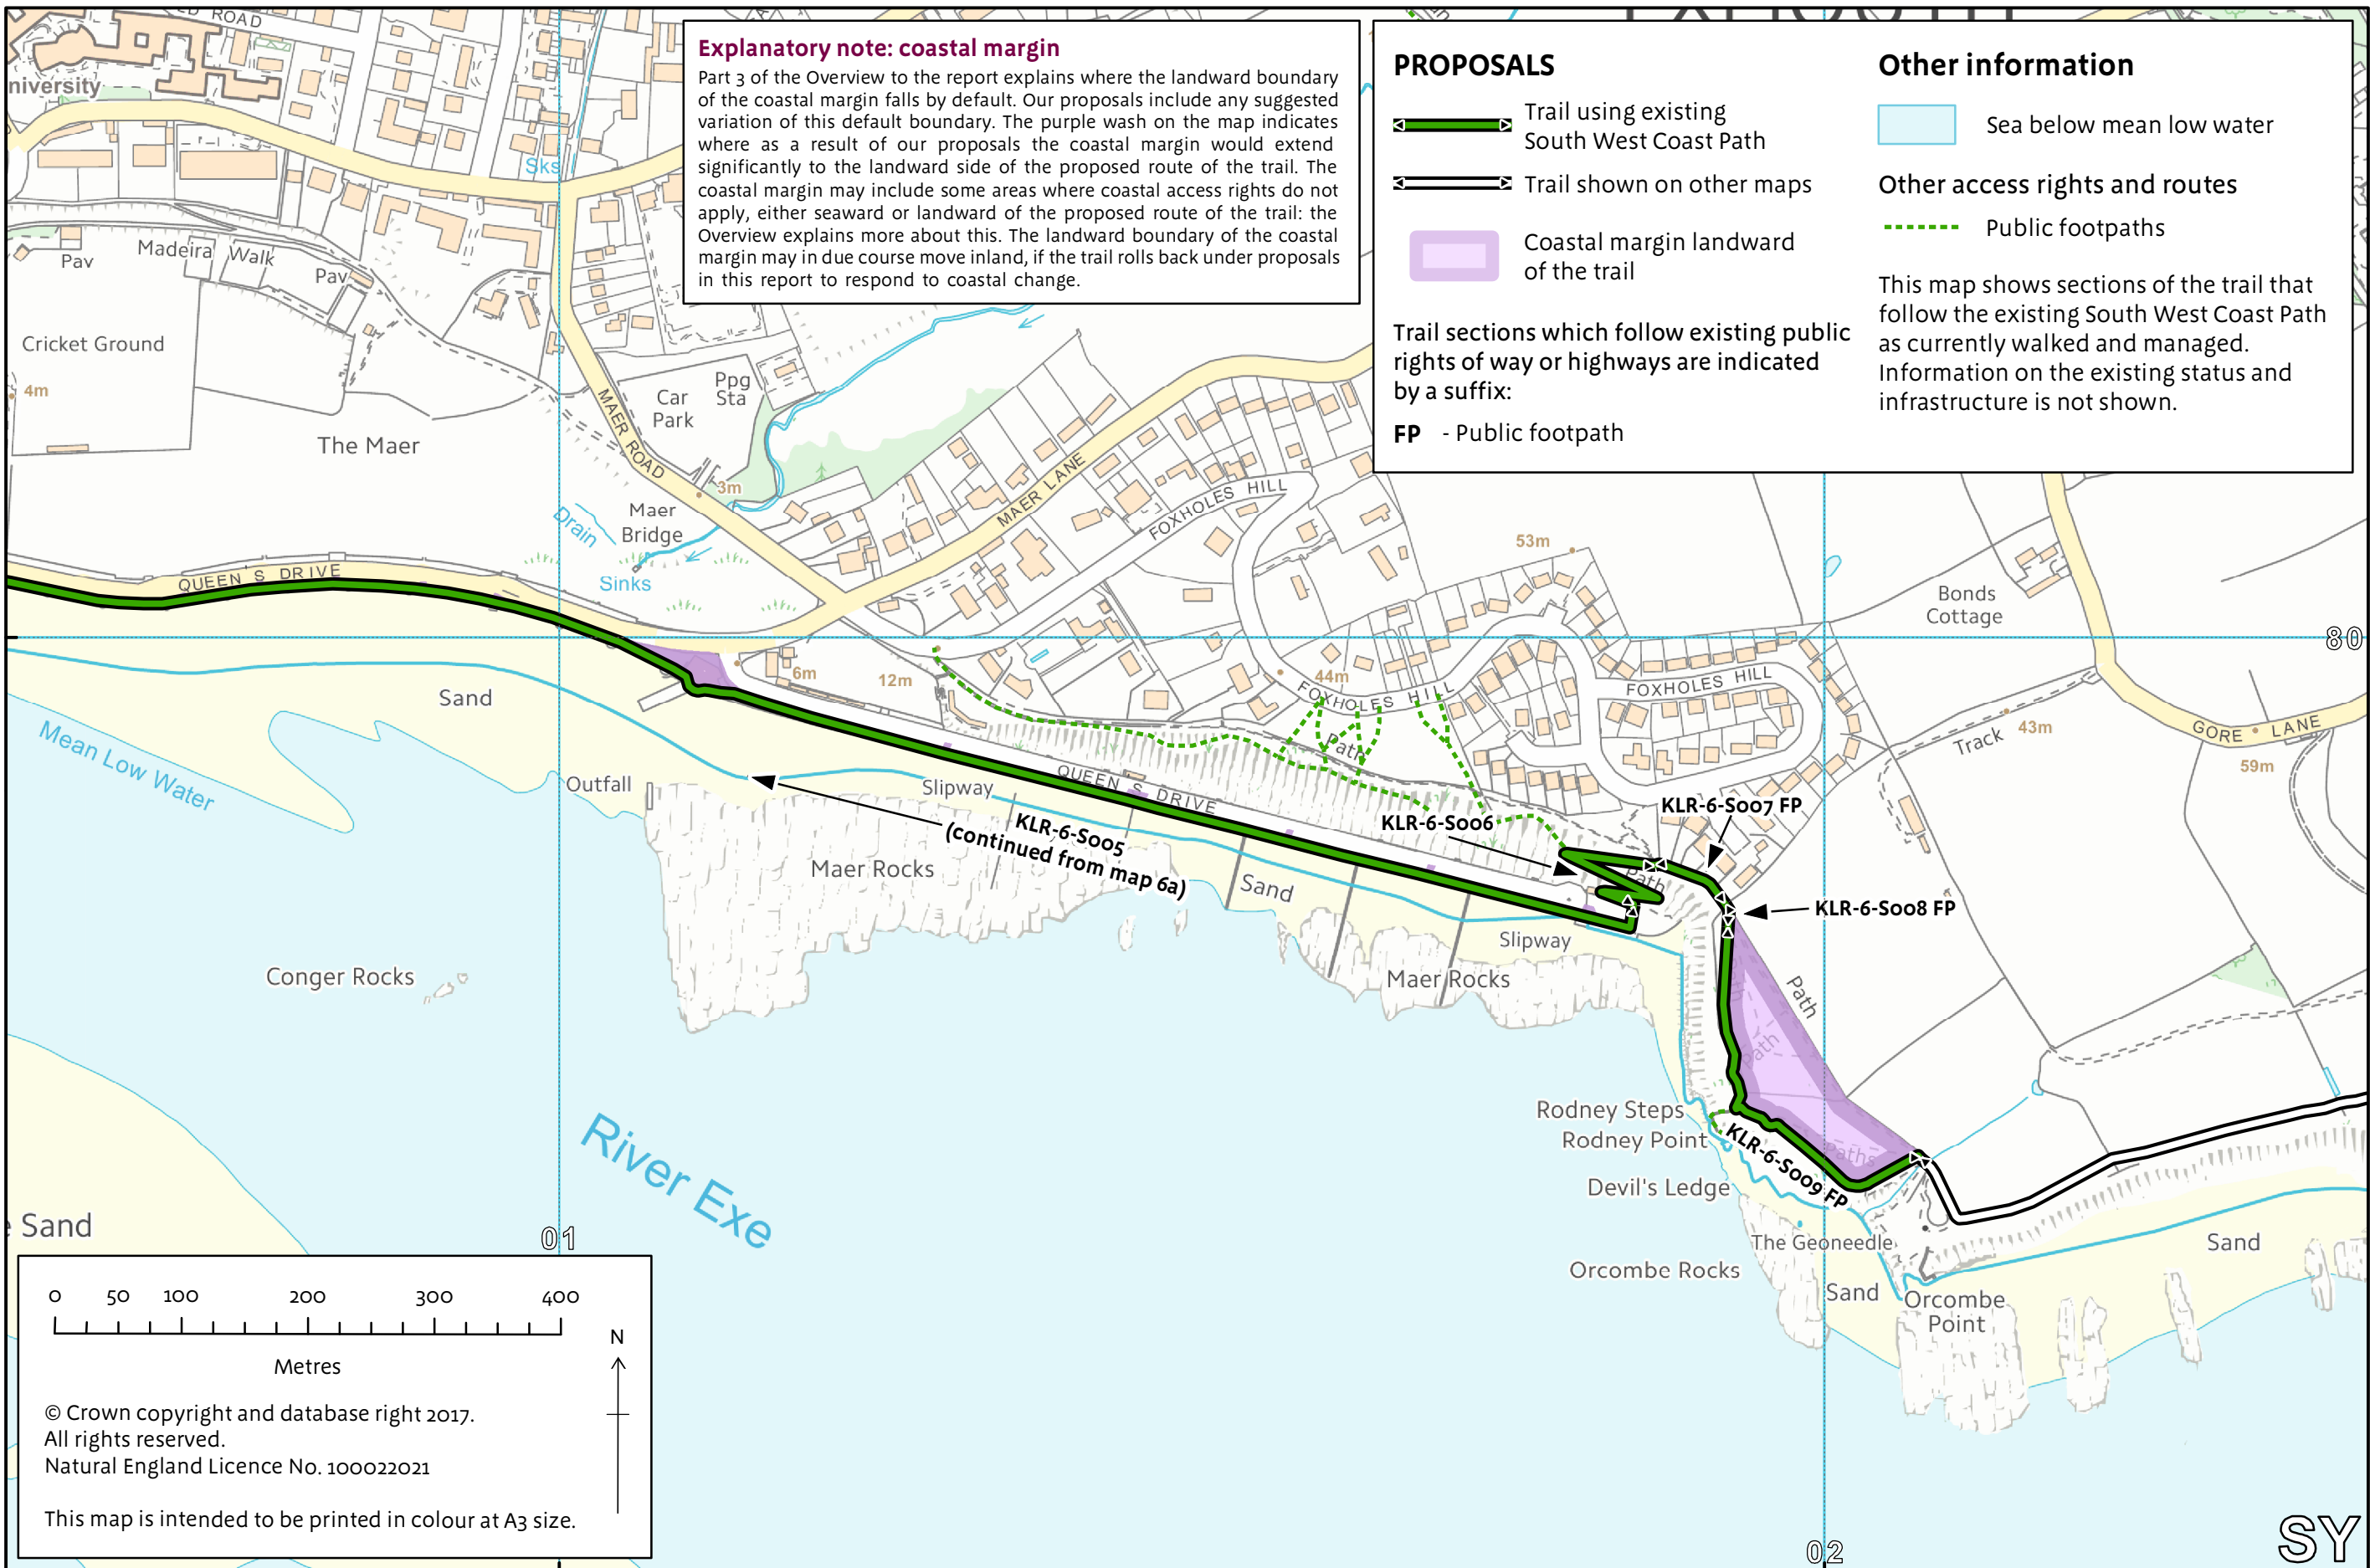 Explanatory note: coastal margin
Part 3 of the Overview to the report explains where the landward boundary
of the coastal margin falls by default. Our proposals include any suggested
variation of this default boundary. The purple wash on the map indicates
where as a result of our proposals the coastal margin would extend
significantly to the landward side of the proposed route of the trail. The
coastal margin may include some areas where coastal access rights do not
apply, either seaward or landward of the proposed route of the trail: the
Overview explains more about this. The landward boundary of the coastal
margin may in due course move inland, if the trail rolls back under proposals
in this report to respond to coastal change.
PROPOSALS
Trail using existing
South West Coast Path
Trail shown on other maps
Coastal margin landward
of the trail
Trail sections which follow existing public
rights of way or highways are indicated
by a suffix:
FP - Public footpath
Other information
Sea below mean low water
Other access rights and routes
Public footpaths
This map shows sections of the trail that
follow the existing South West Coast Path
as currently walked and managed.
Information on the existing status and
infrastructure is not shown.
ROAD
niversity
Sks
Madeira Walk
Pav
Pav
Cricket Ground
4m
The Maer
Car
Park
Ppg
Sta
MAER ROAD
3m
Maer
Bridge
Drain
Sinks
MAER LANE
FOXHOLES HILL
53m
Bonds
Cottage
80
QUEEN'S DRIVE
6m
12m
44m
FOXHOLES HILL
FOXHOLES HILL
43m
Track
GORE LANE
59m
Sand
Mean Low Water
Outfall
Slipway
QUEEN'S DRIVE
Path
KLR-6-S005
(continued from map 6a)
KLR-6-S006
KLR-6-S007 FP
Path
KLR-6-S008 FP
Maer Rocks
Sand
Slipway
Maer Rocks
Conger Rocks
Path
Path
Rodney Steps
Rodney Point
KLR-6-S009 FP
Paths
Devil's Ledge
River Exe
The Geoneedle
Orcombe Rocks
Sand
Orcombe
Point
Sand
Sand
01
02
SY
0 50 100 200 300 400
Metres
N
© Crown copyright and database right 2017.
All rights reserved.
Natural England Licence No. 100022021
This map is intended to be printed in colour at A3 size.